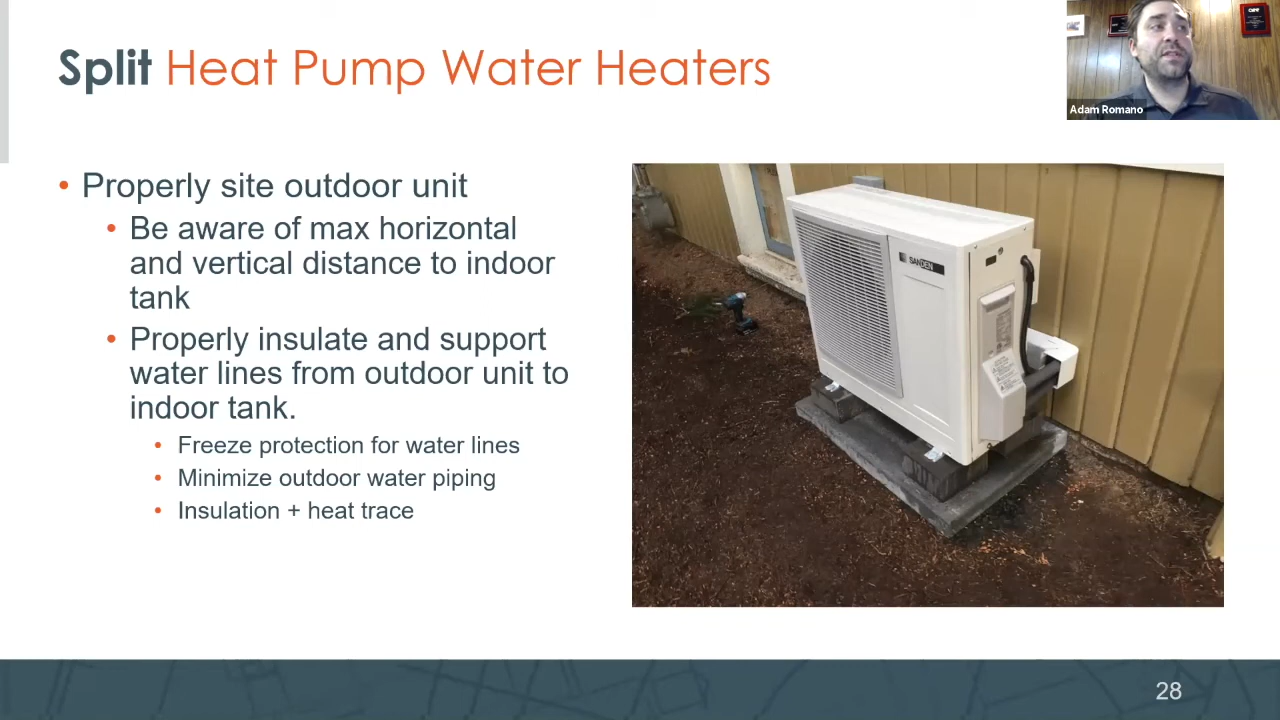 Split Heat Pump Water Heaters
Adam Romano
• Properly site outdoor unit
• Be aware of max horizontal
and vertical distance to indoor
tank
• Properly insulate and support
water lines from outdoor unit to
indoor tank.
• Freeze protection for water lines
• Minimize outdoor water piping
• Insulation + heat trace
SANDEN
28